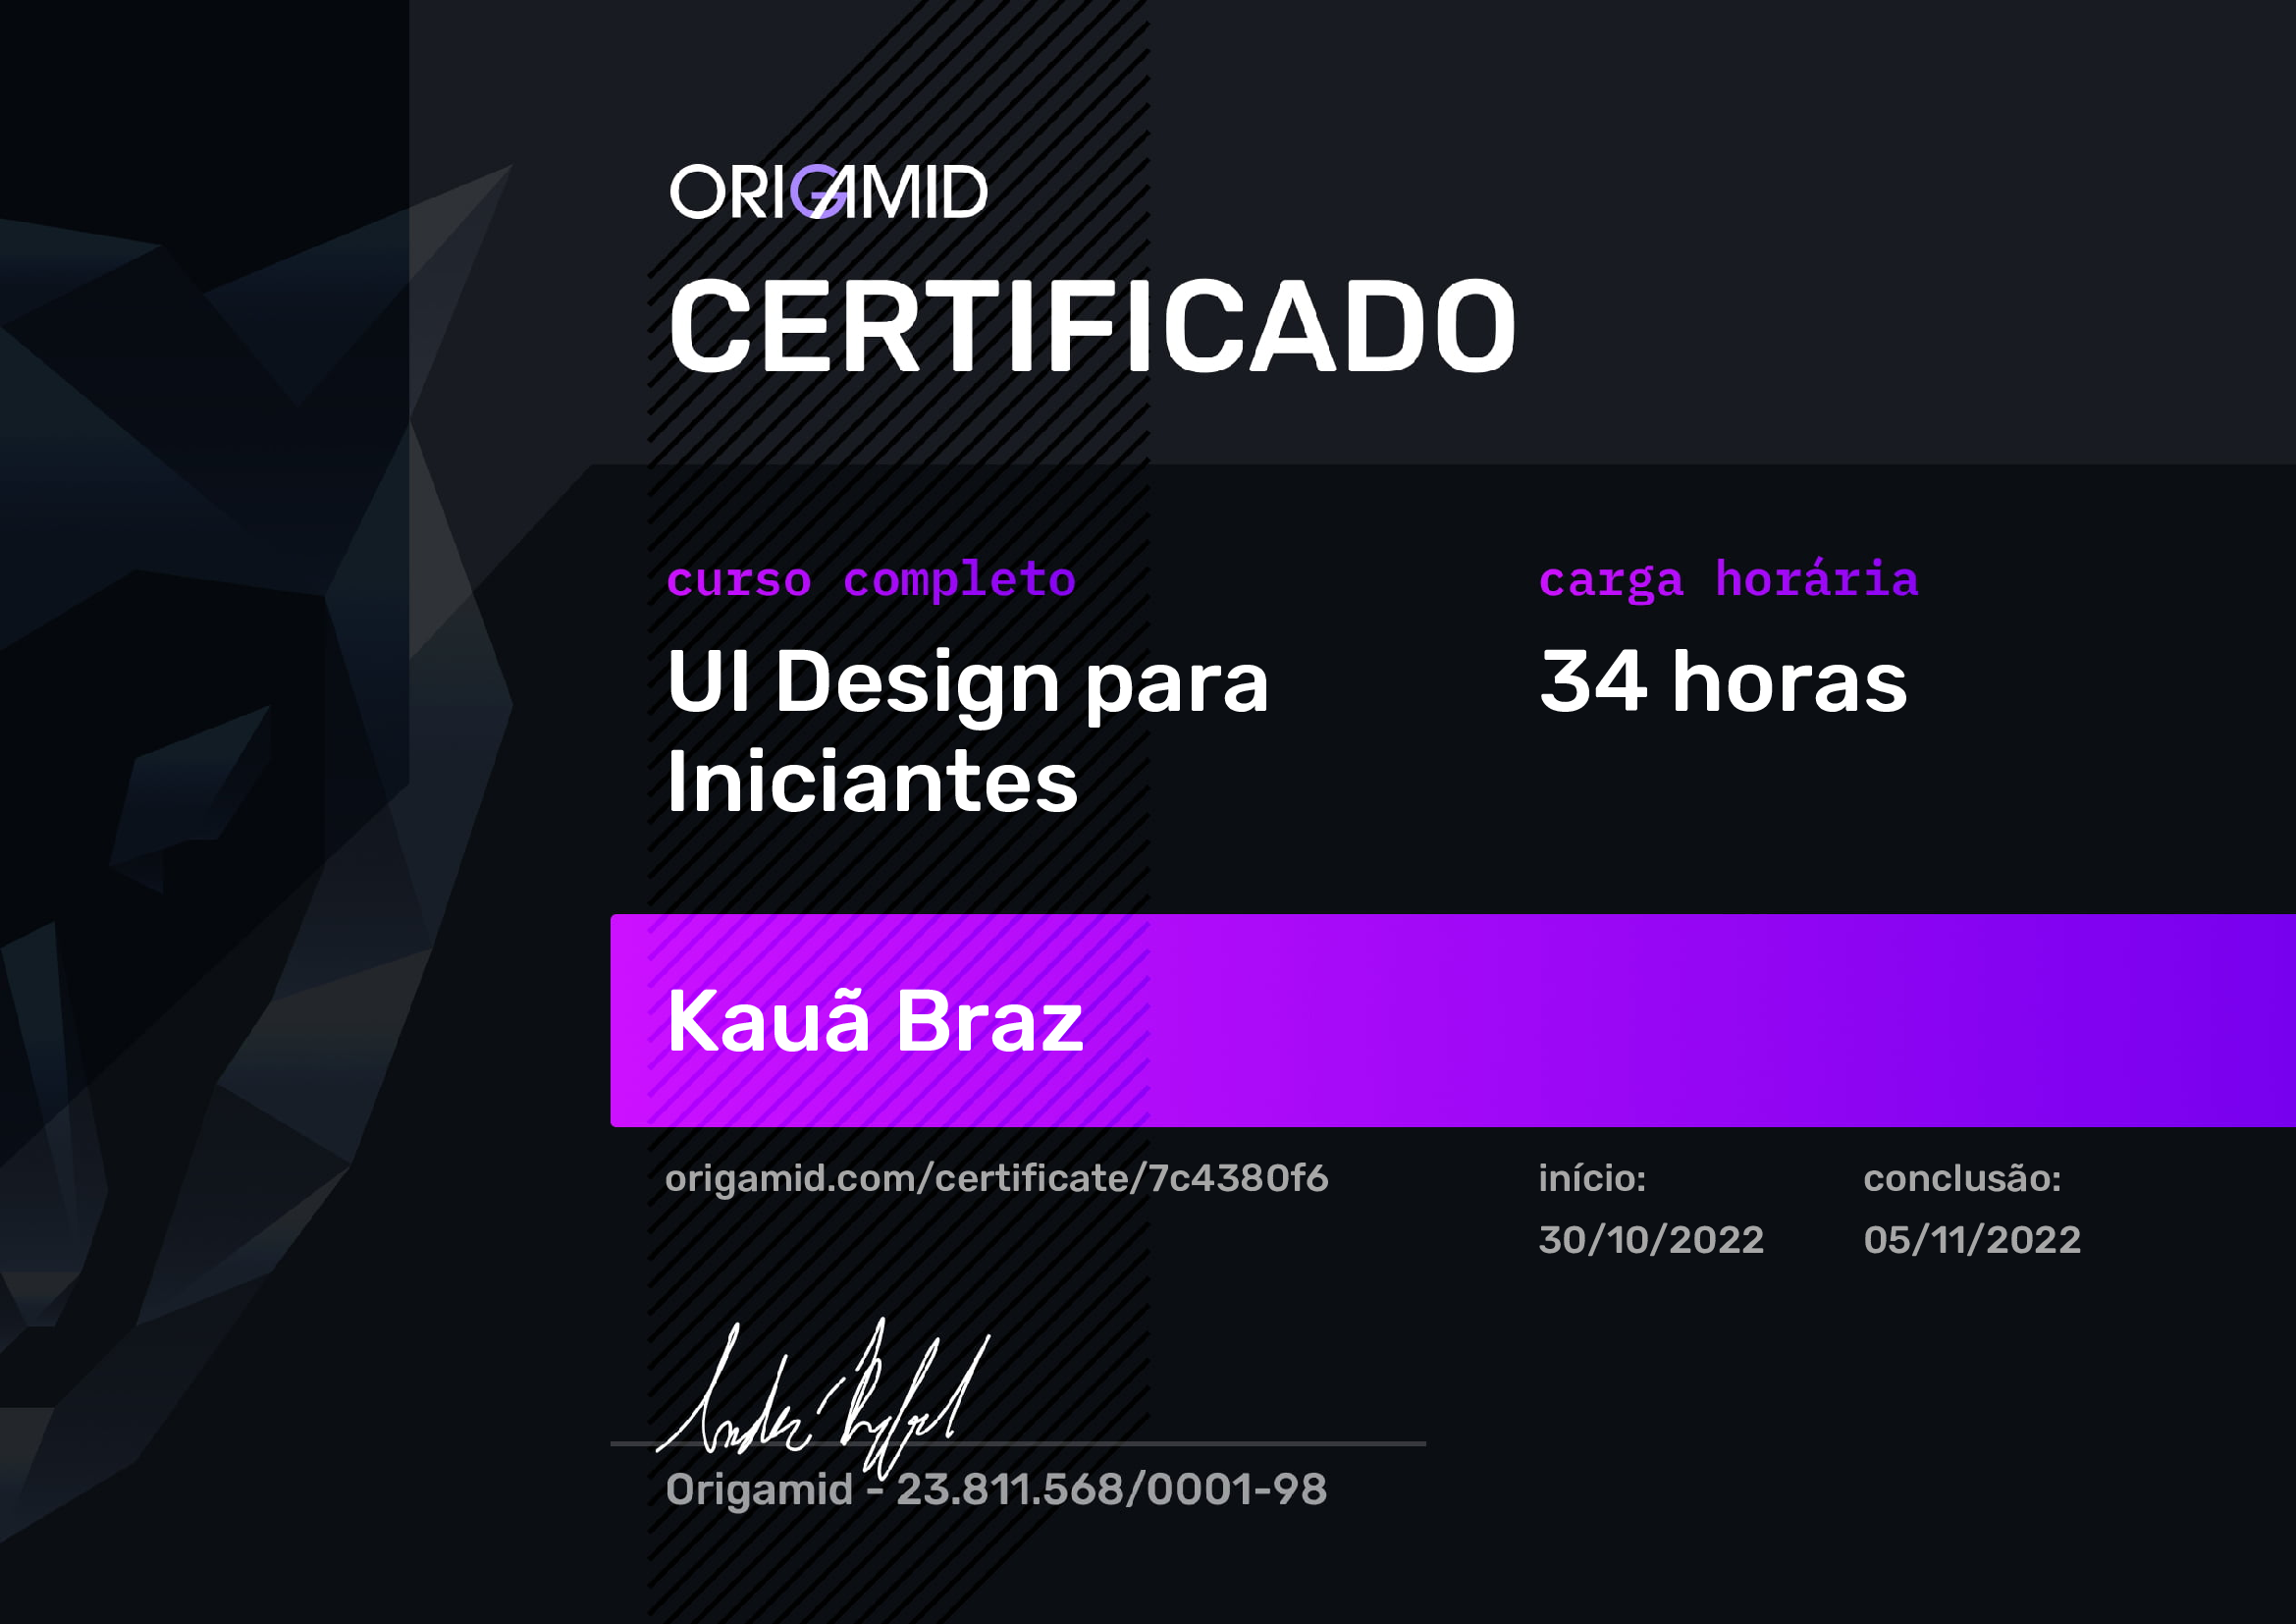 ORIGAMID
CERTIFICADO
curso completo
UI Design para
Iniciantes
carga horária
34 horas
Kauã Braz
origamid.com/certificate/7c4380f6
início:
30/10/2022
conclusão:
05/11/2022
Origamid - 23.811.568/0001-98